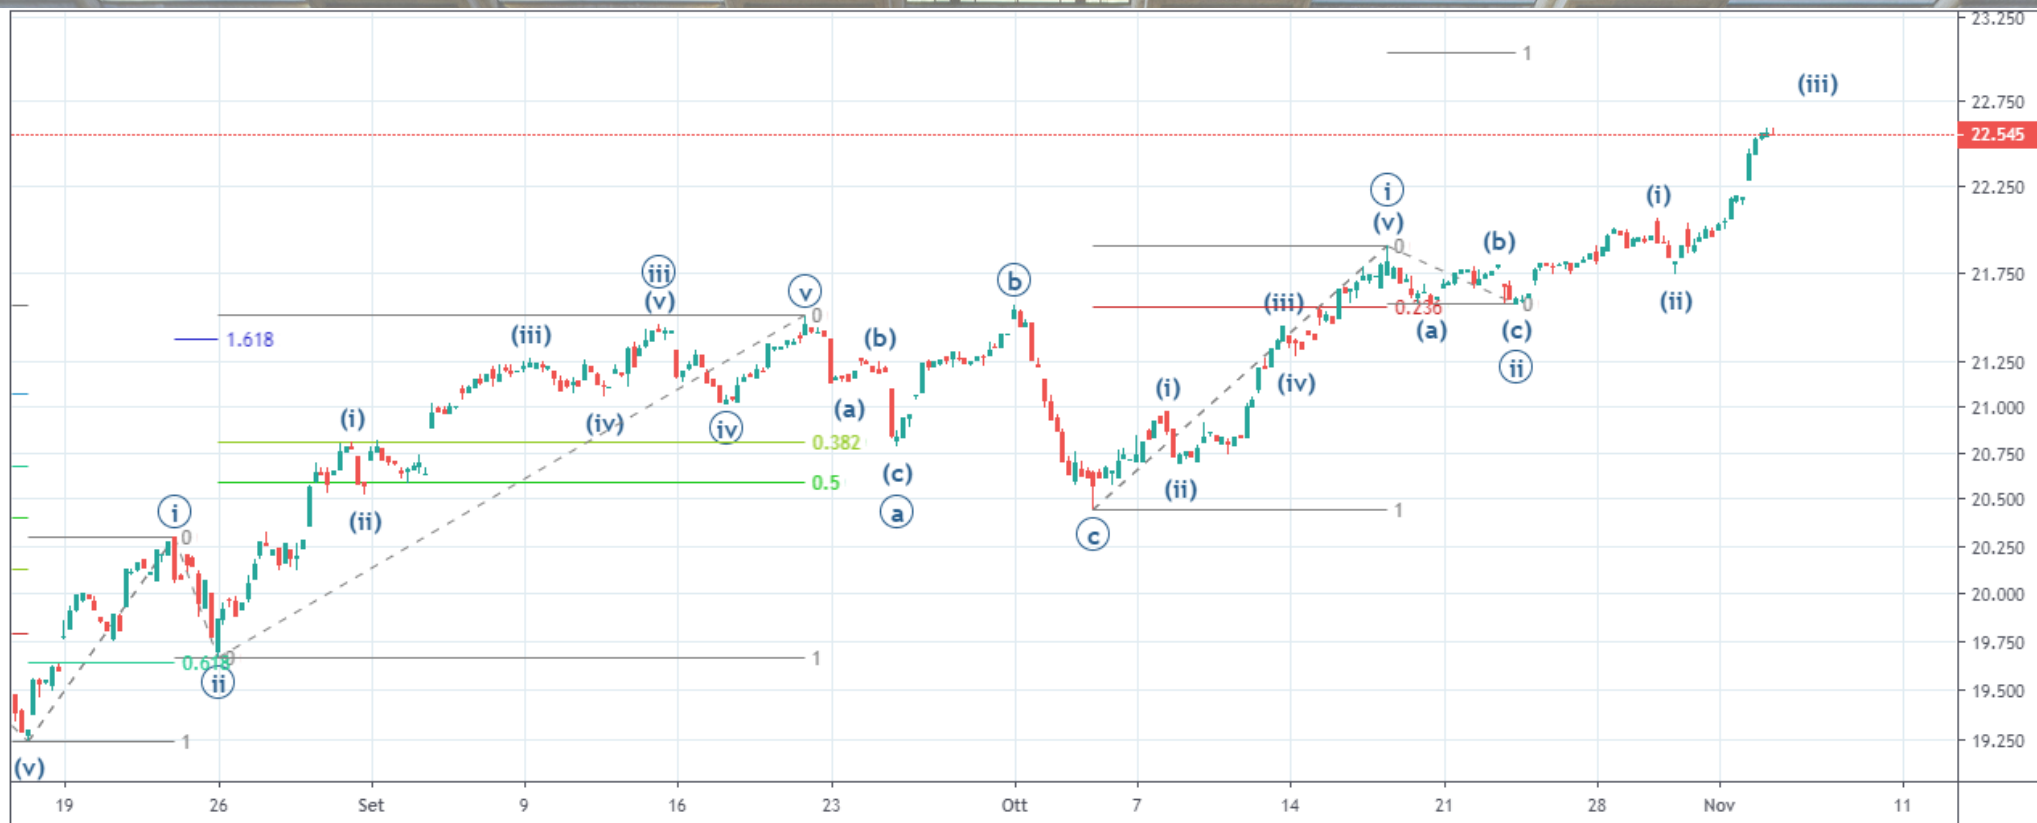 23.250
1
(iii)
22.750
22.545
i
22.250
(i)
(v)
0
(b)
iii
b
21.750
v
(v)
(iii)
0.236
0
(ii)
0
1.618
(iii)
(b)
(a)
(c)
21.250
ii
(i)
(iv)
(i)
(a)
21.000
(iv)
iv
0.382
20.750
(c)
0.5
(ii)
20.500
i
a
1
(ii)
0
c
20.250
20.000
19.750
0.618
0
1
ii
19.500
1
19.250
(v)
19 26 Set 9 16 23 Ott 7 14 21 28 Nov 11